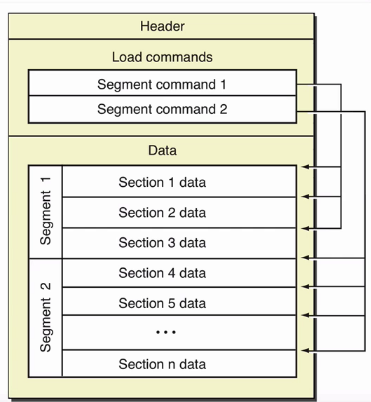 Header
Load commands
Segment command 1
Segment command 2
Data
Segment 1
Section 1 data
Section 2 data
Section 3 data
Segment 2
Section 4 data
Section 5 data
...
Section n data